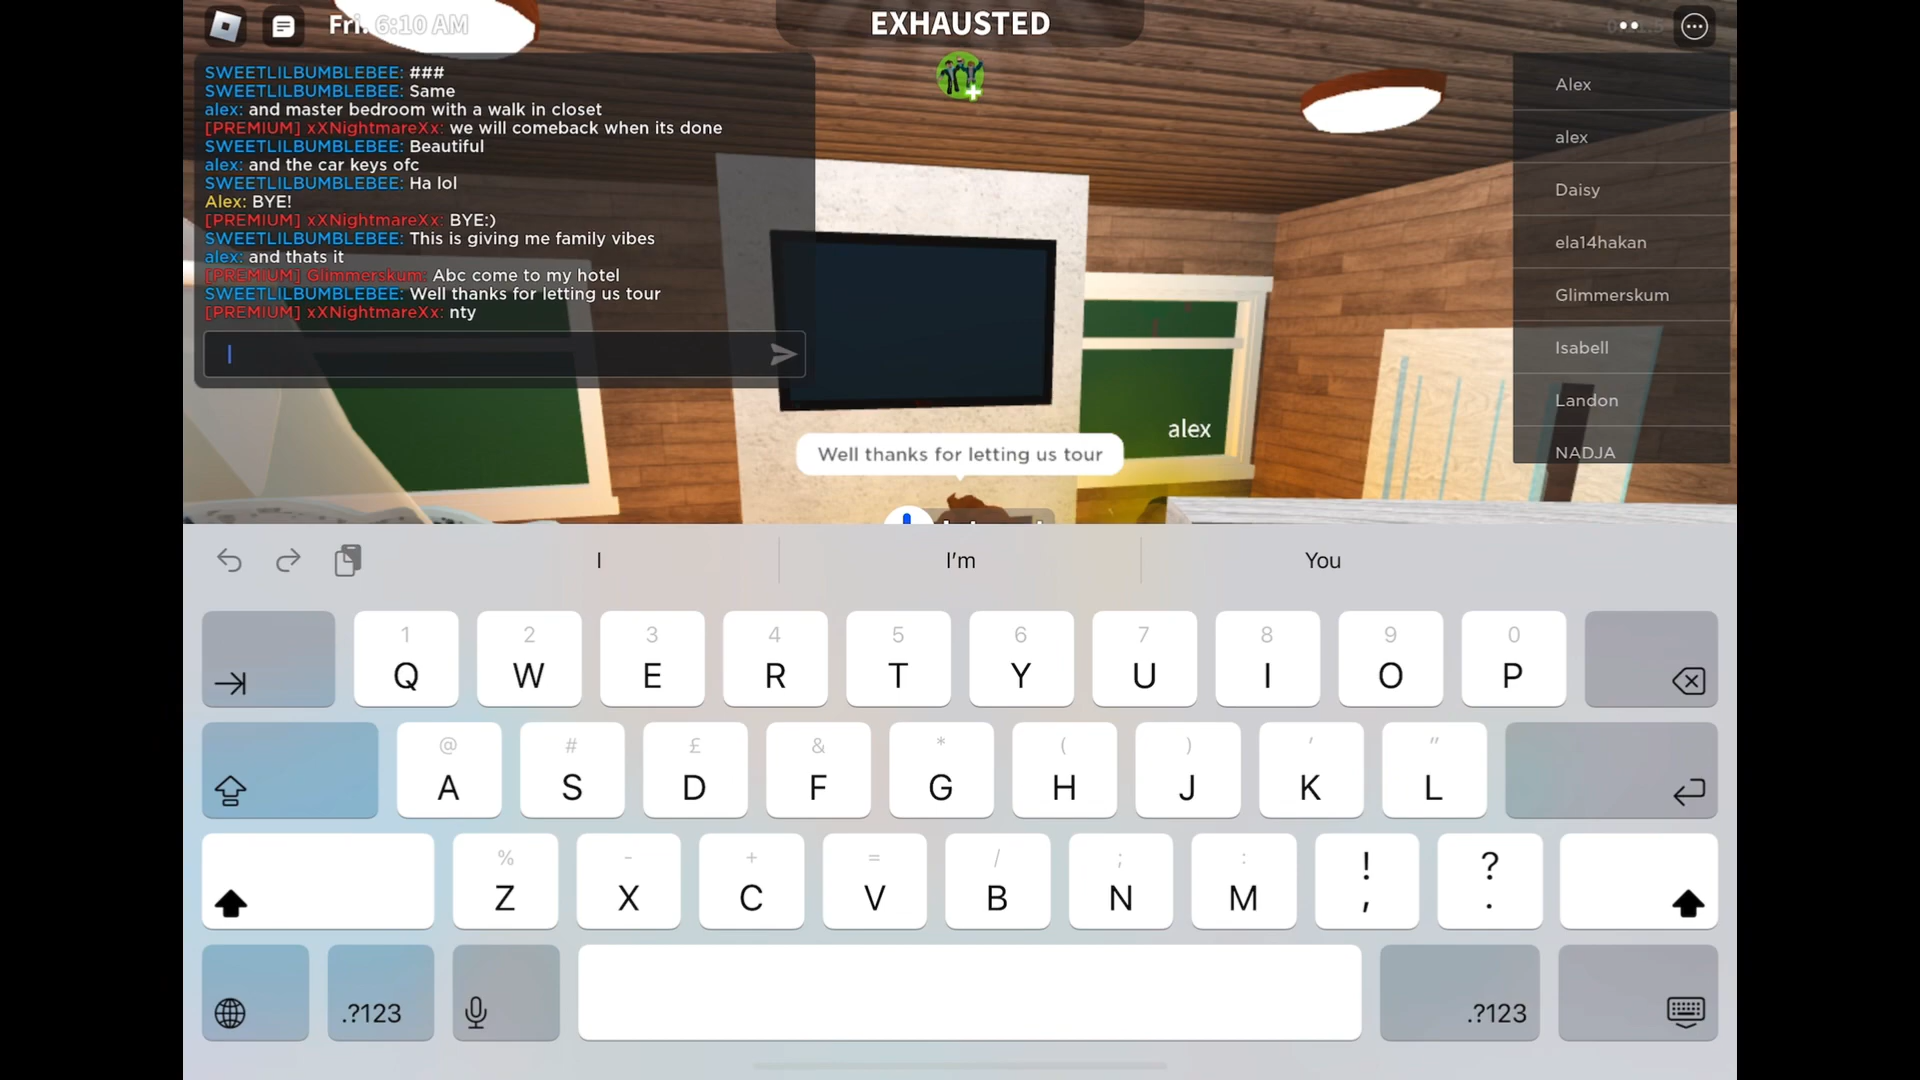 Fri. 6:10 AM
EXHAUSTED
SWEETLILBUMBLEBEE: ###
SWEETLILBUMBLEBEE: Same
alex: and master bedroom with a walk in closet
[PREMIUM] xXNightmareXx: we will comeback when its done
SWEETLILBUMBLEBEE: Beautiful
alex: and the car keys ofc
SWEETLILBUMBLEBEE: Ha lol
Alex: BYE!
[PREMIUM] xXNightmareXx: BYE:)
SWEETLILBUMBLEBEE: This is giving me family vibes
alex: and thats it
[PREMIUM] Glimmerskum: Abc come to my hotel
SWEETLILBUMBLEBEE: Well thanks for letting us tour
[PREMIUM] xXNightmareXx: nty
Alex
alex
Daisy
ela14hakan
Glimmerskum
Isabell
Landon
NADJA
alex
Well thanks for letting us tour
I I'm You
1 2 3 4 5 6 7 8 9 0
Q W E R T Y U I O P
@ # £ & * ( ) ' "
A S D F G H J K L
% - + = / ; : ! ?
Z X C V B N M , .
.?123 .?123